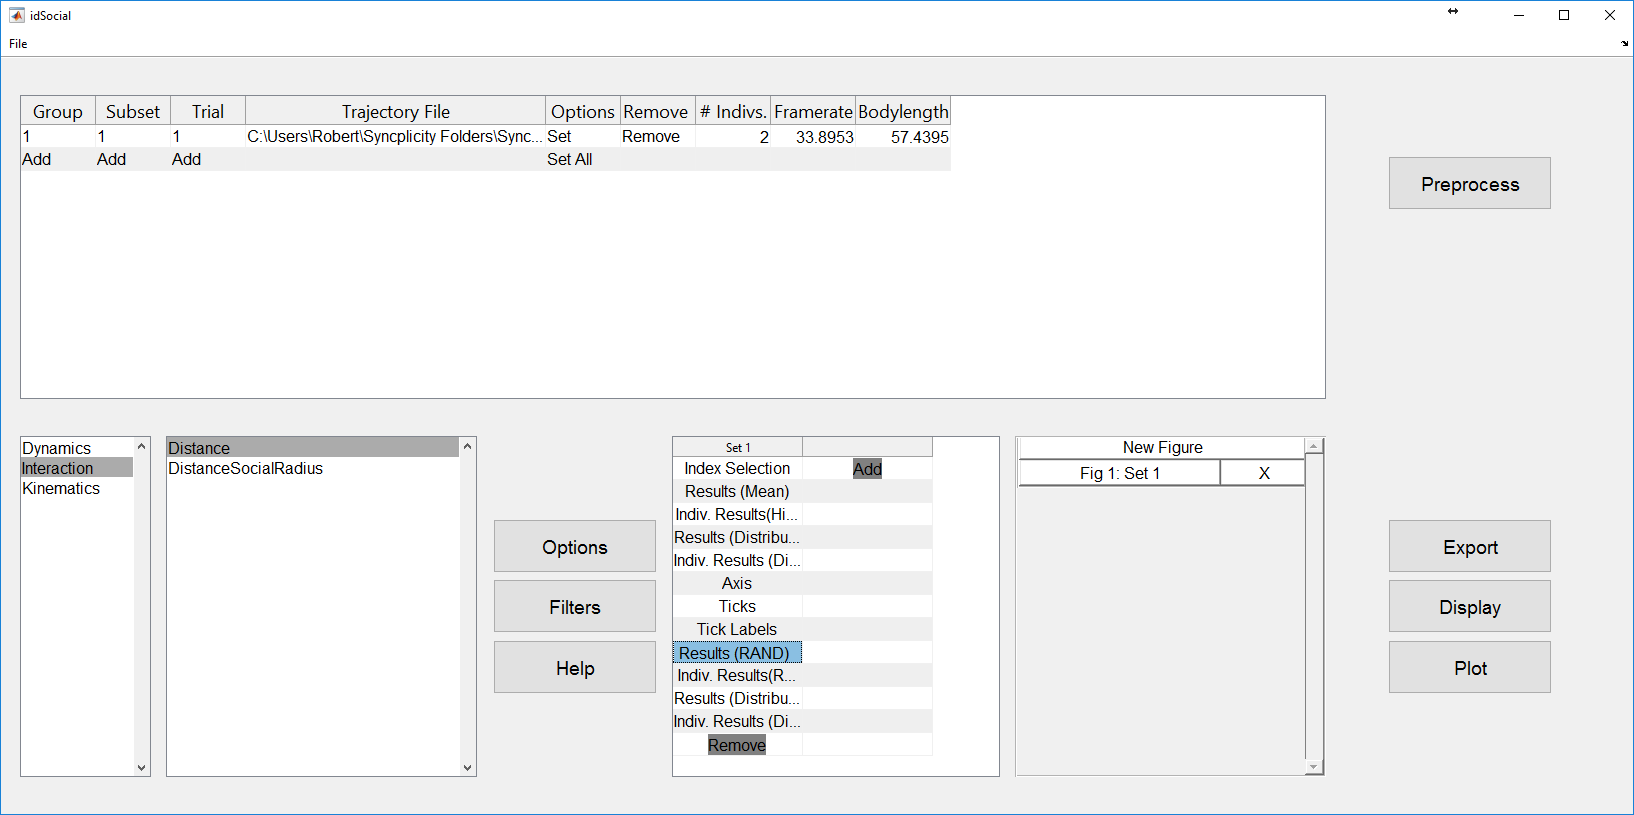 idSocial
File
Group Subset Trial Trajectory File Options Remove # Indivs. Framerate Bodylength
1 1 1 C:\Users\Robert\Syncplicity Folders\Sync... Set Remove 2 33.8953 57.4395
Add Add Add Set All
Preprocess
Dynamics
Interaction
Kinematics
Distance
DistanceSocialRadius
Options
Filters
Help
Set 1
Index Selection Add
Results (Mean)
Indiv. Results(Hi...
Results (Distribu...
Indiv. Results (Di...
Axis
Ticks
Tick Labels
Results (RAND)
Indiv. Results(R...
Results (Distribu...
Indiv. Results (Di...
Remove
New Figure
Fig 1: Set 1 X
Export
Display
Plot